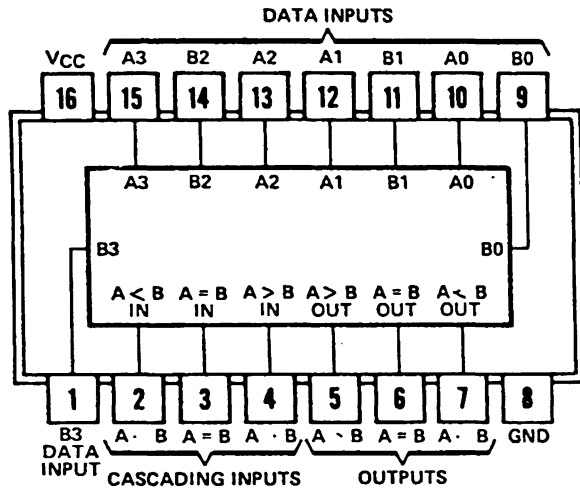 DATA INPUTS
VCC A3 B2 A2 A1 B1 A0 B0
16 15 14 13 12 11 10 9
A3 B2 A2 A1 B1 A0
B3 B0
A < B A = B A > B A > B A = B A < B
IN IN IN OUT OUT OUT
1 2 3 4 5 6 7 8
B3 A · B A = B A · B A B A = B A · B GND
DATA
INPUT
CASCADING INPUTS OUTPUTS